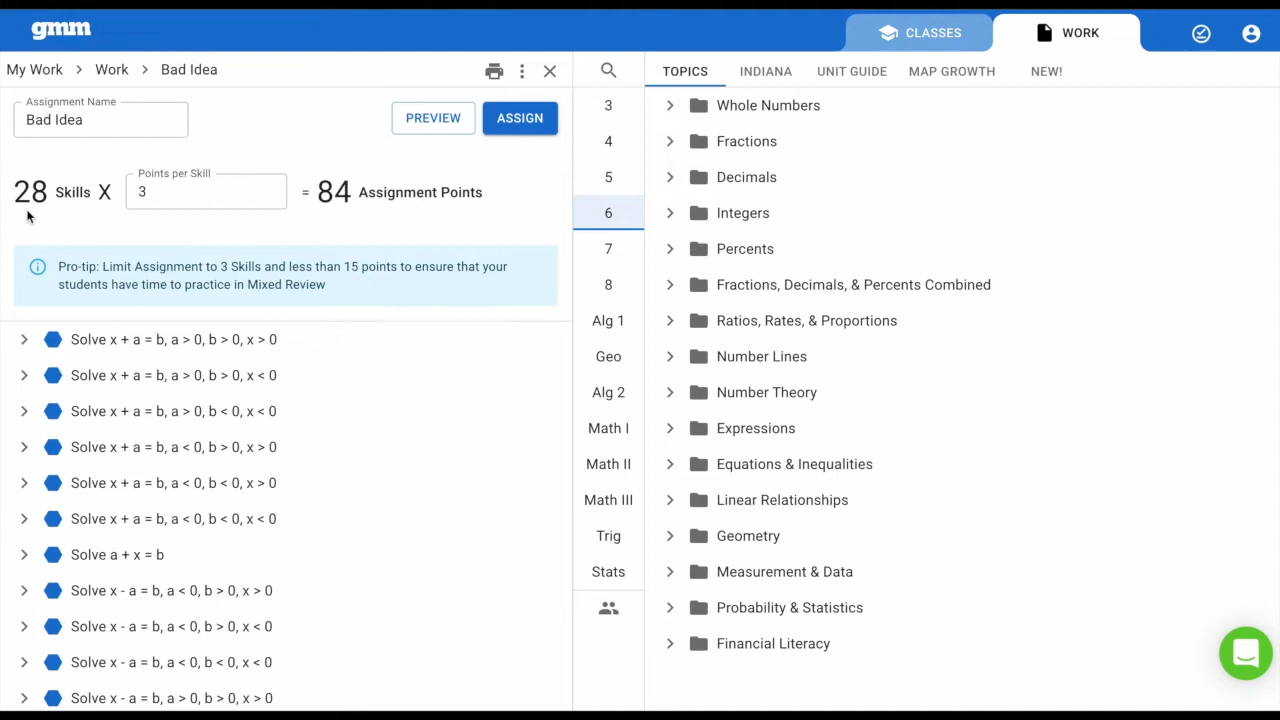 gmm
CLASSES
WORK
My Work > Work > Bad Idea
Assignment Name
Bad Idea
PREVIEW
ASSIGN
28 Skills X
Points per Skill
3
= 84 Assignment Points
Pro-tip: Limit Assignment to 3 Skills and less than 15 points to ensure that your
students have time to practice in Mixed Review
Solve x + a = b, a > 0, b > 0, x > 0
Solve x + a = b, a > 0, b > 0, x < 0
Solve x + a = b, a > 0, b < 0, x < 0
Solve x + a = b, a < 0, b > 0, x > 0
Solve x + a = b, a < 0, b < 0, x > 0
Solve x + a = b, a < 0, b < 0, x < 0
Solve a + x = b
Solve x - a = b, a < 0, b > 0, x > 0
Solve x - a = b, a < 0, b > 0, x < 0
Solve x - a = b, a < 0, b < 0, x < 0
Solve x - a = b, a > 0, b > 0, x > 0
3
4
5
6
7
8
Alg 1
Geo
Alg 2
Math I
Math II
Math III
Trig
Stats
TOPICS
INDIANA
UNIT GUIDE
MAP GROWTH
NEW!
Whole Numbers
Fractions
Decimals
Integers
Percents
Fractions, Decimals, & Percents Combined
Ratios, Rates, & Proportions
Number Lines
Number Theory
Expressions
Equations & Inequalities
Linear Relationships
Geometry
Measurement & Data
Probability & Statistics
Financial Literacy